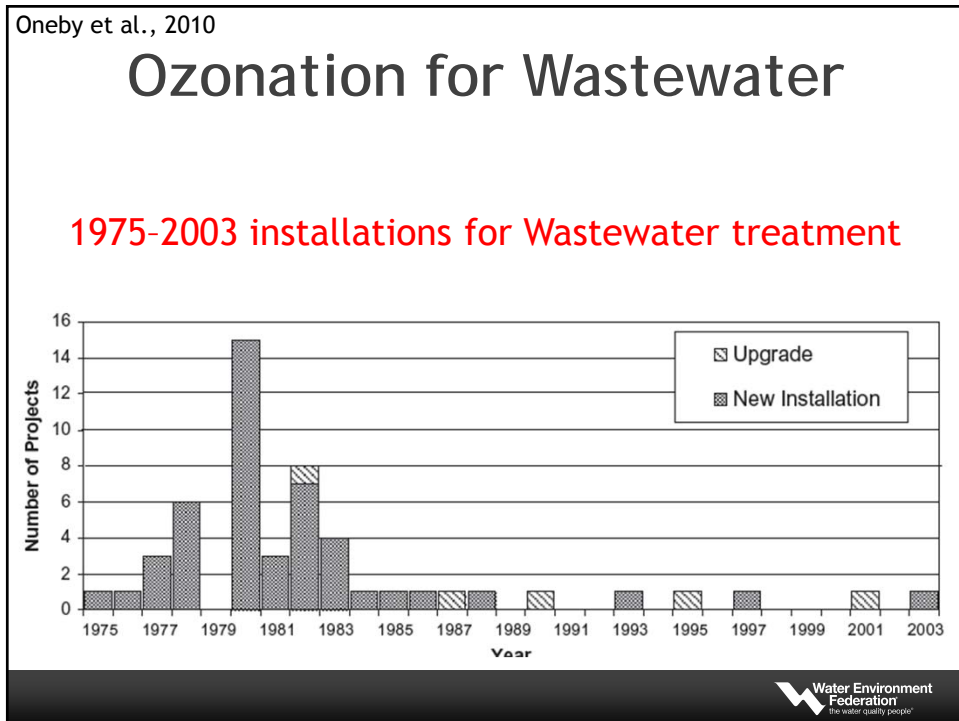 Oneby et al., 2010
Ozonation for Wastewater
1975–2003 installations for Wastewater treatment
16
14
12
10
8
6
4
2
0
Number of Projects
Upgrade
New Installation
1975 1977 1979 1981 1983 1985 1987 1989 1991 1993 1995 1997 1999 2001 2003
Year
Water Environment
Federation
the water quality people®